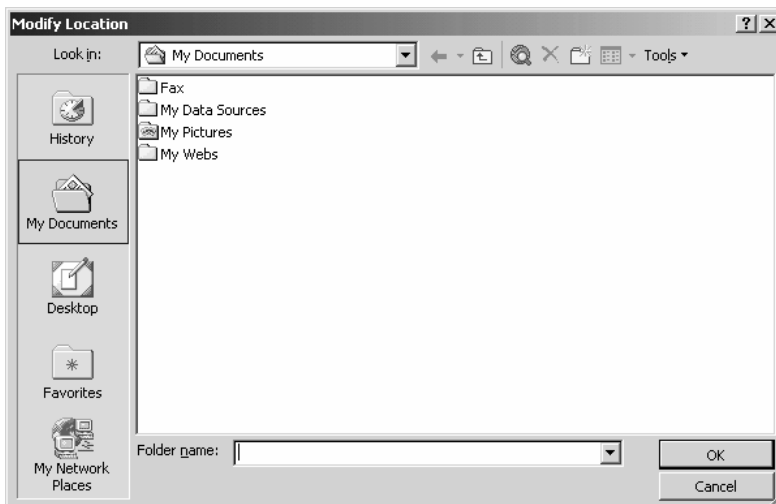 Modify Location
?
X
Look in:
My Documents
Tools
Fax
My Data Sources
My Pictures
My Webs
History
My Documents
Desktop
Favorites
My Network
Places
Folder name:
OK
Cancel